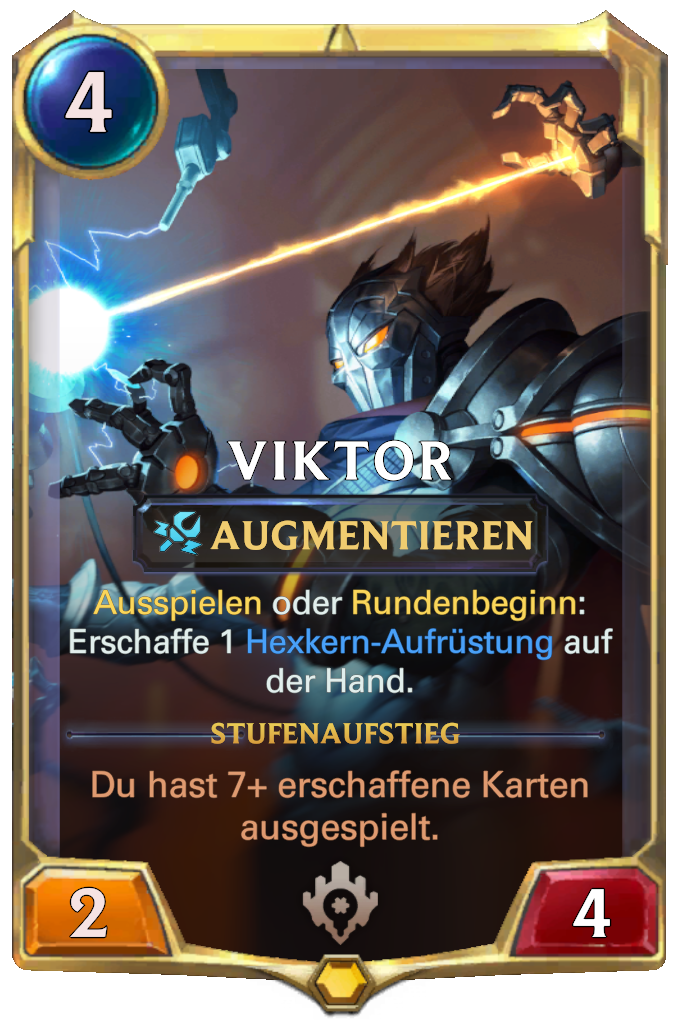 4
VIKTOR
AUGMENTIEREN
Ausspielen oder Rundenbeginn:
Erschaffe 1 Hexkern-Aufrüstung auf
der Hand.
STUFENAUFSTIEG
Du hast 7+ erschaffene Karten
ausgespielt.
2
4